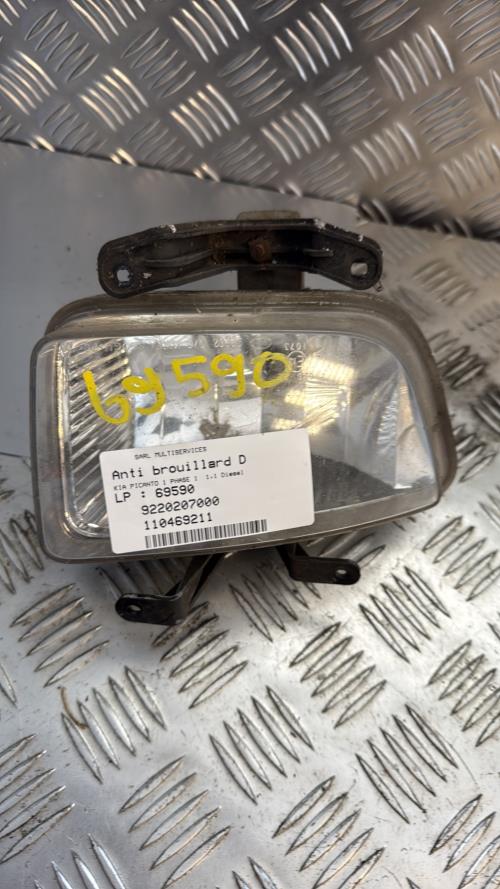 69590
SARL MULTISERVICES
Anti brouillard D
KIA PICANTO 1 PHASE 1 1.1 Diesel
LP : 69590
9220207000
110469211